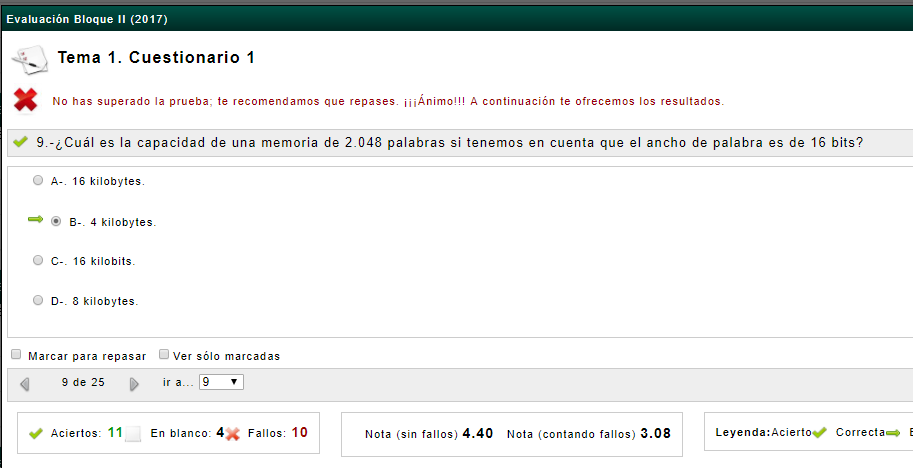 Evaluación Bloque II (2017)
Tema 1. Cuestionario 1
No has superado la prueba; te recomendamos que repases. ¡¡¡Ánimo!!! A continuación te ofrecemos los resultados.
9.-¿Cuál es la capacidad de una memoria de 2.048 palabras si tenemos en cuenta que el ancho de palabra es de 16 bits?
A-. 16 kilobytes.
B-. 4 kilobytes.
C-. 16 kilobits.
D-. 8 kilobytes.
Marcar para repasar Ver sólo marcadas
9 de 25 ir a... 9
Aciertos: 11 En blanco: 4 Fallos: 10 Nota (sin fallos) 4.40 Nota (contando fallos) 3.08 Leyenda:Acierto Correcta